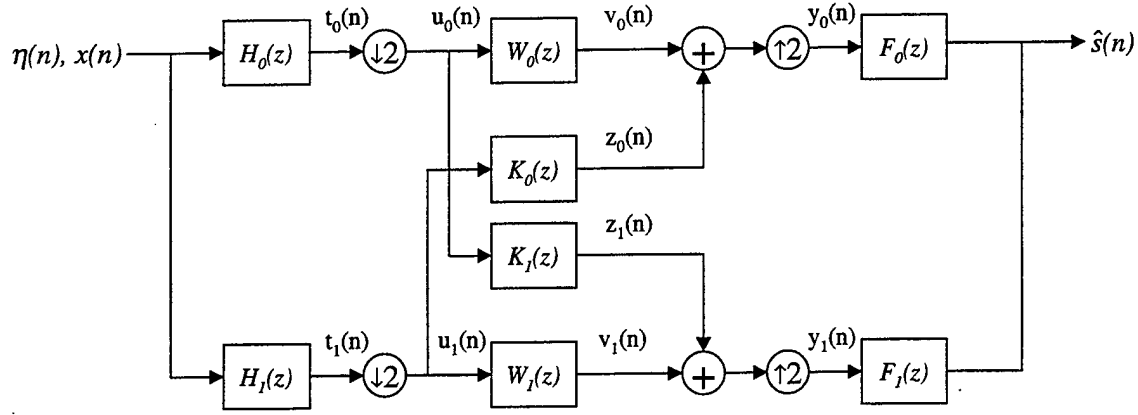 t₀(n) u₀(n) v₀(n) y₀(n)
η(n), x(n) H₀(z) ↓2 W₀(z) + ↑2 F₀(z) ŝ(n)
z₀(n)
K₀(z)
z₁(n)
K₁(z)
t₁(n) u₁(n) v₁(n) y₁(n)
H₁(z) ↓2 W₁(z) + ↑2 F₁(z)